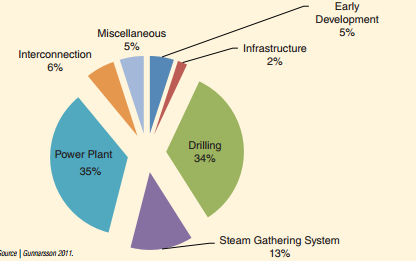 Early
Development
5%
Miscellaneous
5%
Infrastructure
2%
Interconnection
6%
Drilling
34%
Power Plant
35%
Steam Gathering System
13%
Source | Gunnarsson 2011.